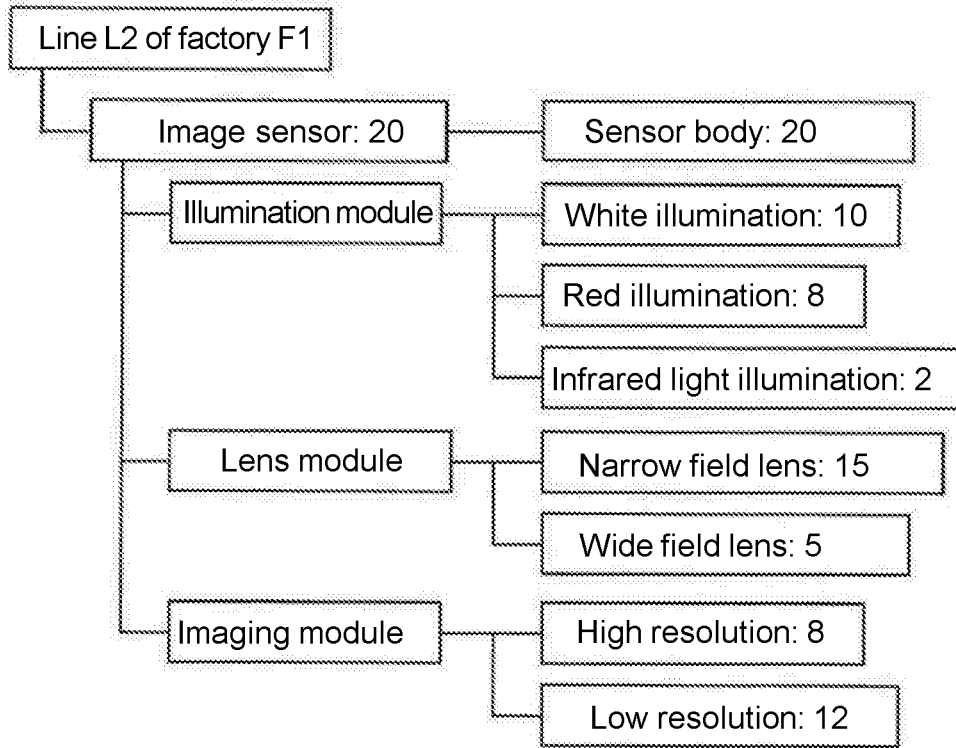 Line L2 of factory F1
Image sensor: 20
Sensor body: 20
Illumination module
White illumination: 10
Red illumination: 8
Infrared light illumination: 2
Lens module
Narrow field lens: 15
Wide field lens: 5
Imaging module
High resolution: 8
Low resolution: 12